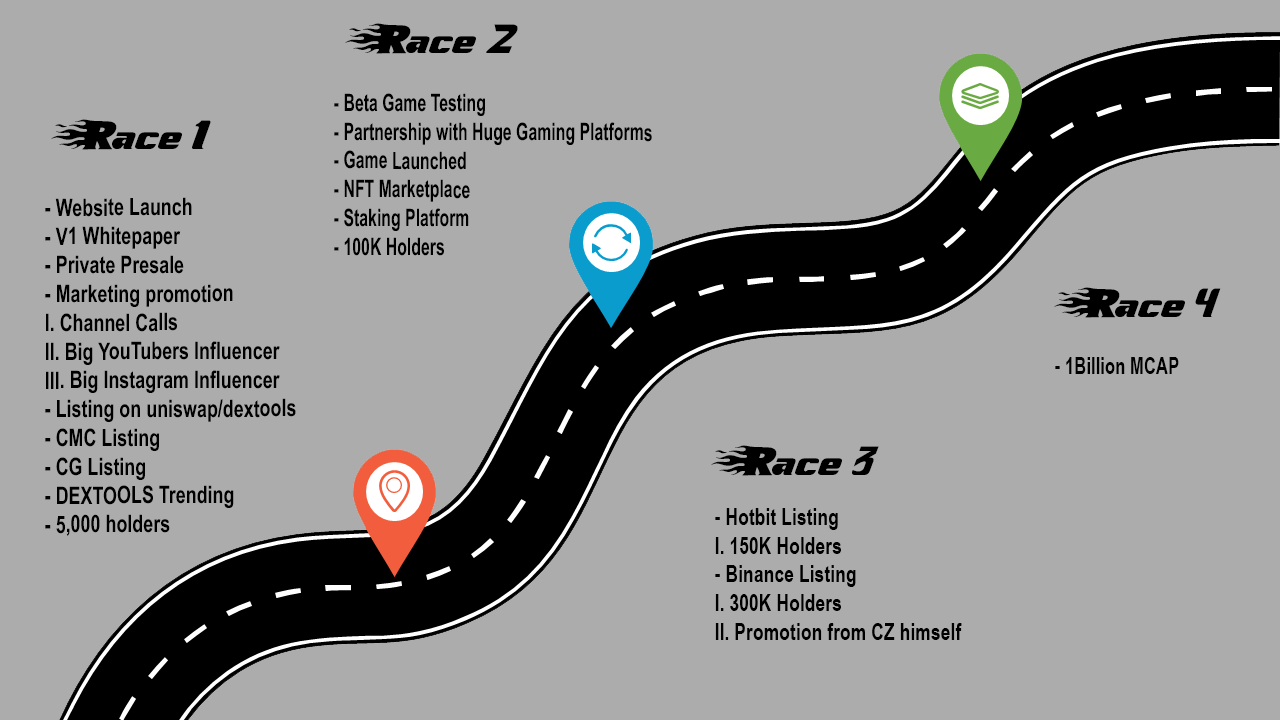 Race 1
- Website Launch
- V1 Whitepaper
- Private Presale
- Marketing promotion
I. Channel Calls
II. Big YouTubers Influencer
III. Big Instagram Influencer
- Listing on uniswap/dextools
- CMC Listing
- CG Listing
- DEXTOOLS Trending
- 5,000 holders
Race 2
- Beta Game Testing
- Partnership with Huge Gaming Platforms
- Game Launched
- NFT Marketplace
- Staking Platform
- 100K Holders
Race 3
- Hotbit Listing
I. 150K Holders
- Binance Listing
I. 300K Holders
II. Promotion from CZ himself
Race 4
- 1Billion MCAP